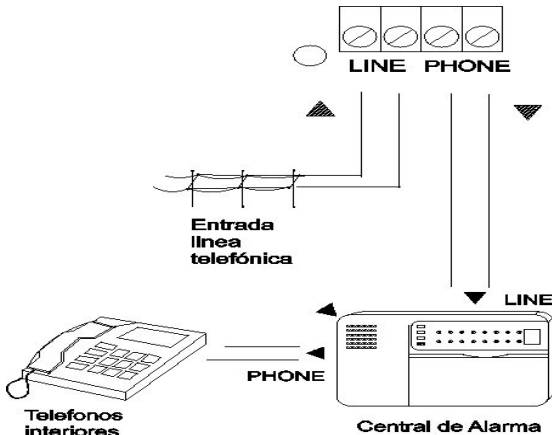 LINE PHONE
Entrada
línea
telefónica
LINE
PHONE
Telefonos
interiores
Central de Alarma